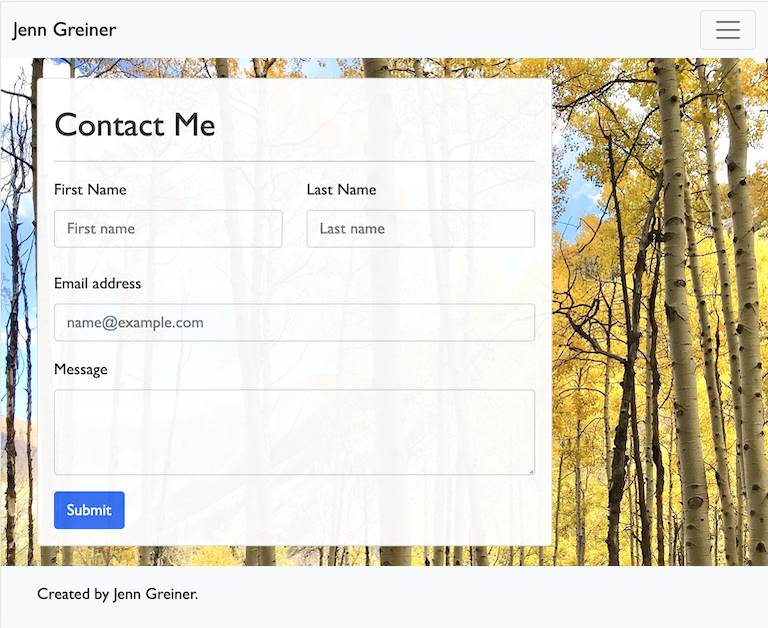 Jenn Greiner
Contact Me
First Name
Last Name
First name
Last name
Email address
name@example.com
Message
Submit
Created by Jenn Greiner.